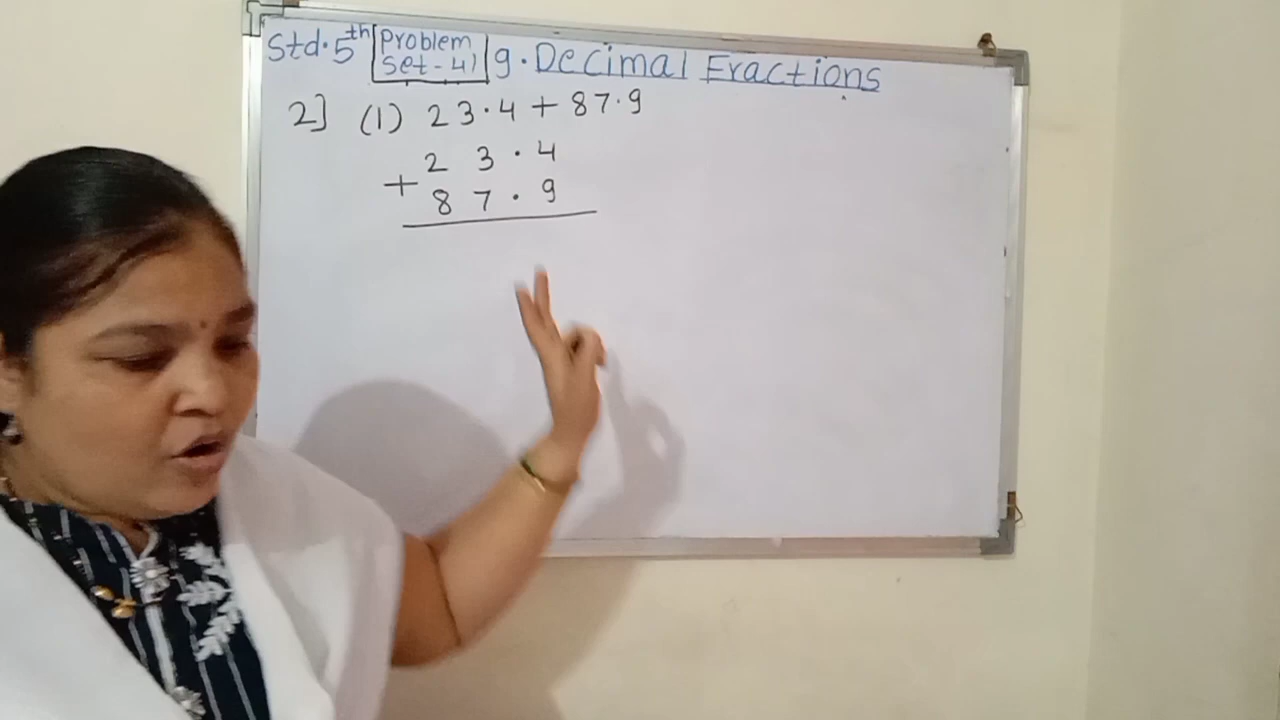 Std. 5th Problem Set-41 9. Decimal Fractions
2] (1) 23.4 + 87.9
2 3 . 4
+ 8 7 . 9